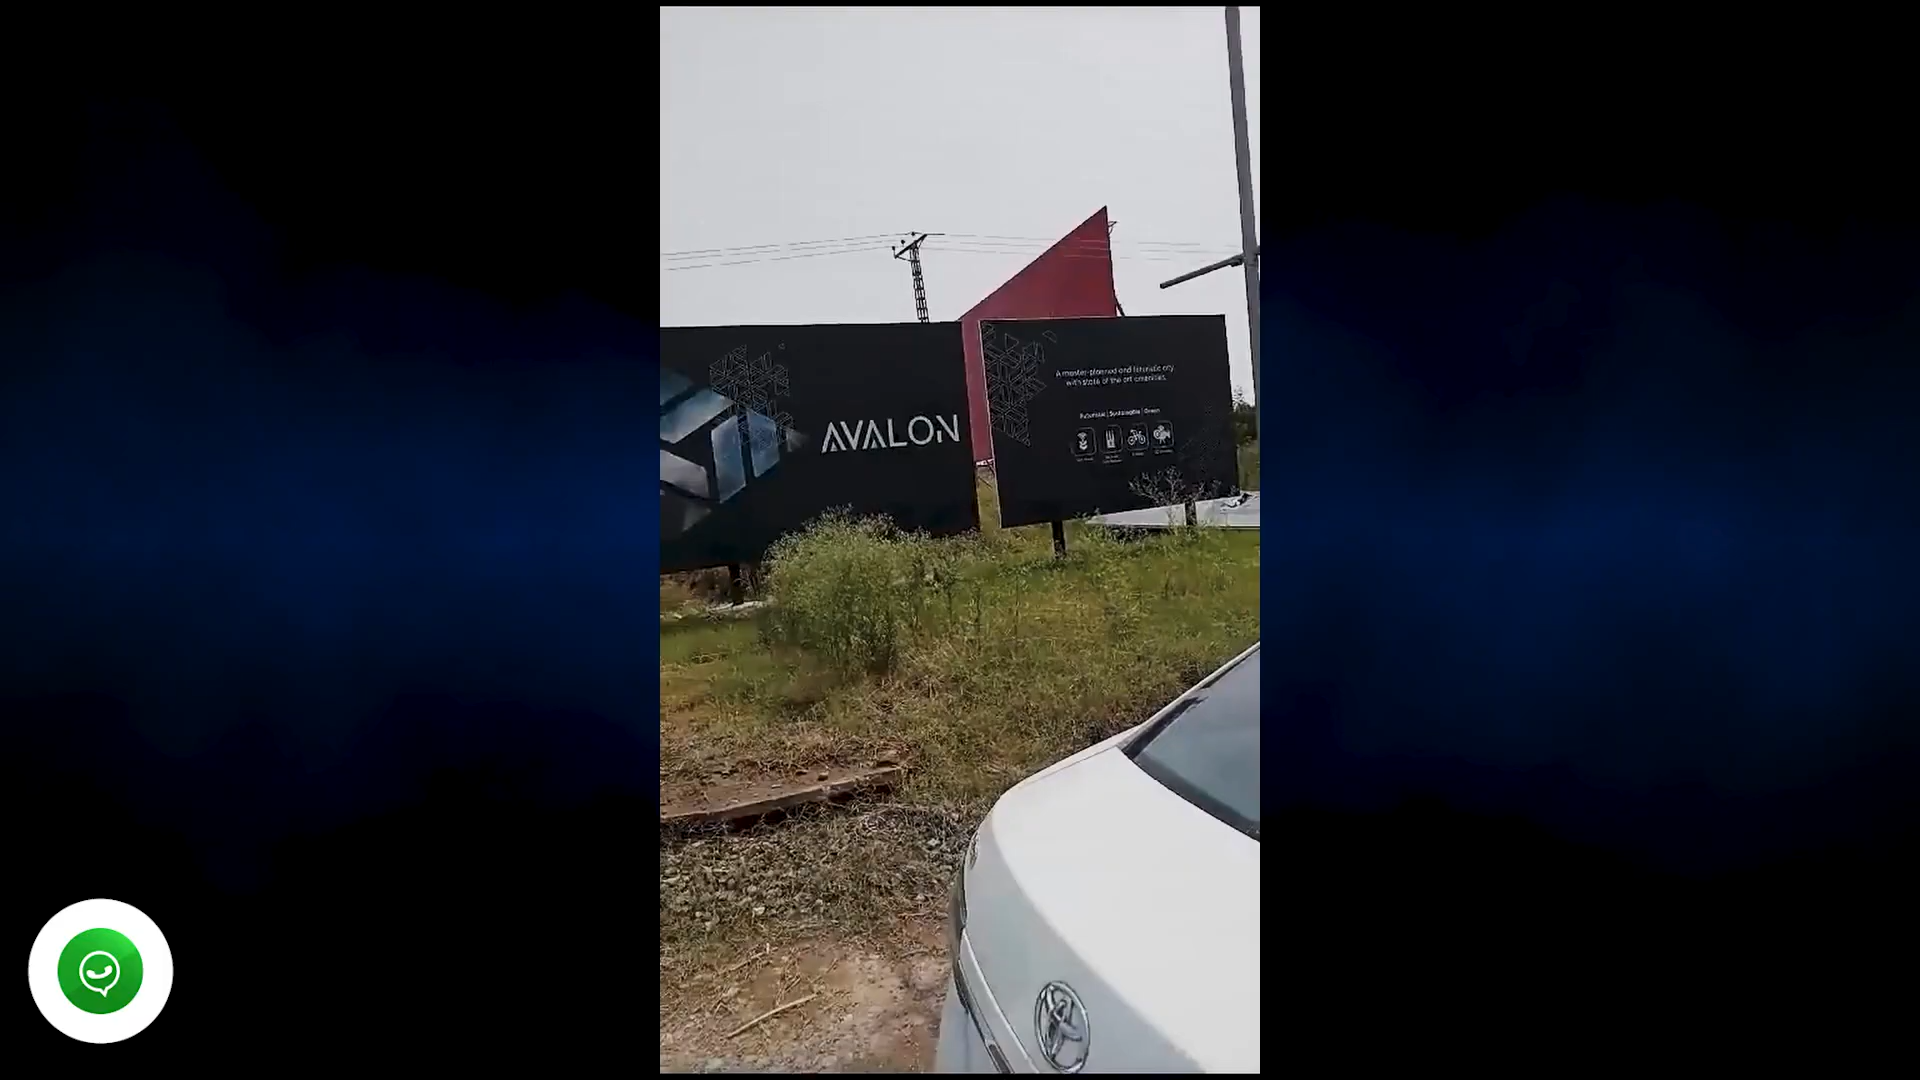 AVALON
A master-planned and futuristic city
with state of the art amenities.
Futuristic | Sustainable | Green